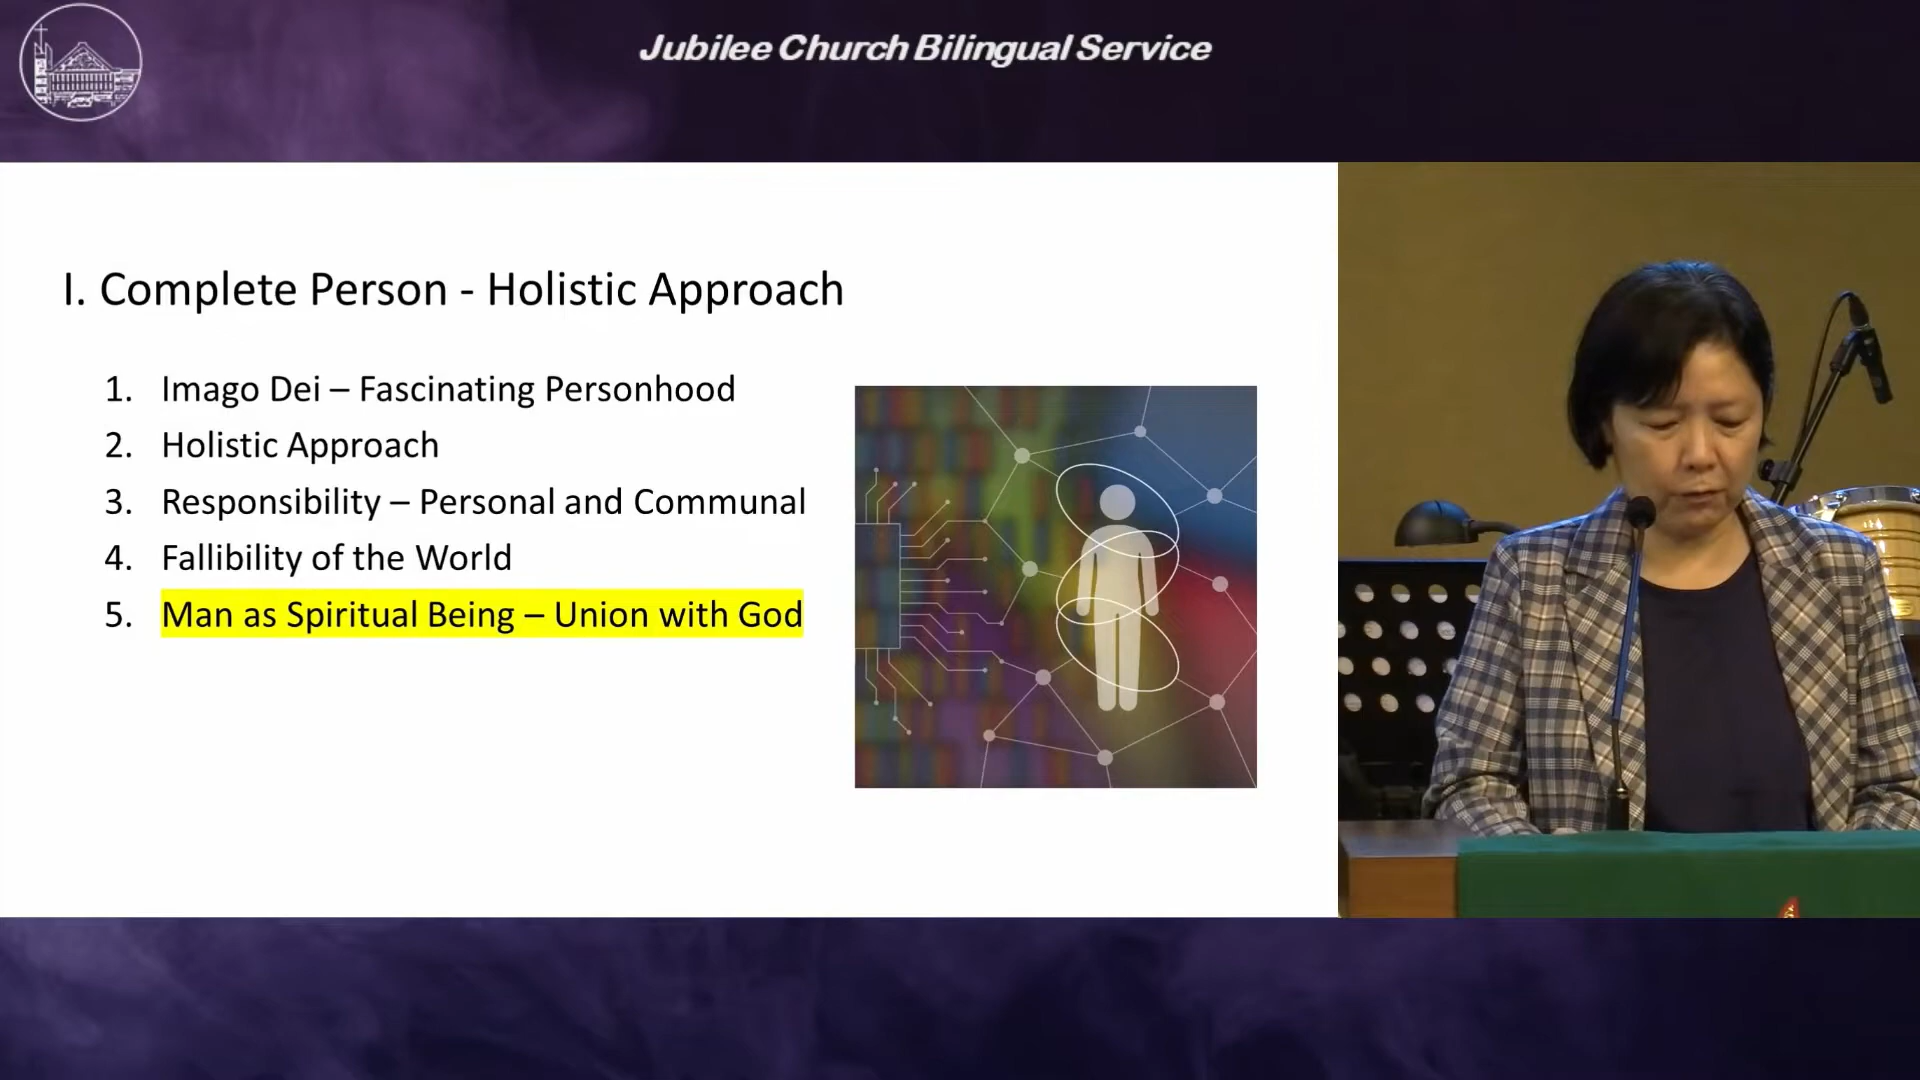 Jubilee Church Bilingual Service
I. Complete Person - Holistic Approach
1. Imago Dei – Fascinating Personhood
2. Holistic Approach
3. Responsibility – Personal and Communal
4. Fallibility of the World
5. Man as Spiritual Being – Union with God